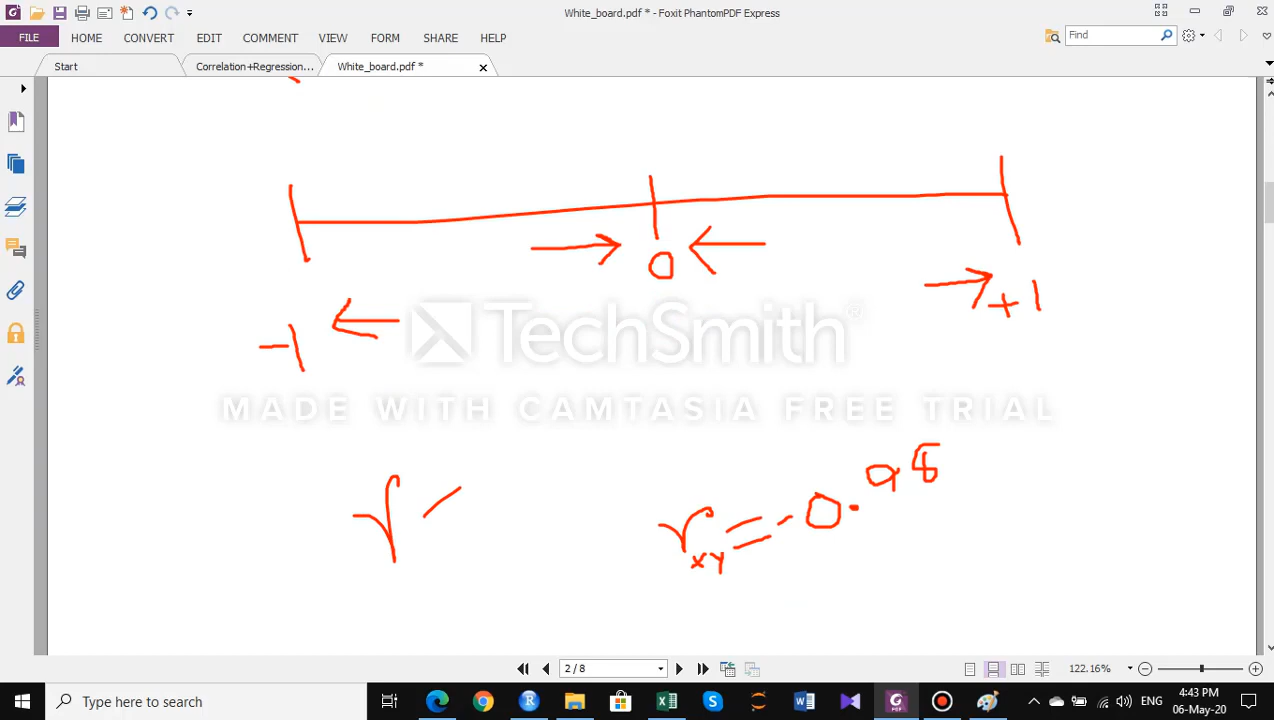 White_board.pdf * - Foxit PhantomPDF Express
FILE HOME CONVERT EDIT COMMENT VIEW FORM SHARE HELP
Find
Start Correlation+Regression... White_board.pdf *
0
+1
-1
TechSmith®
MADE WITH CAMTASIA FREE TRIAL
r -
r xy = -0.98
2 / 8
122.16%
Type here to search
ENG
4:43 PM
06-May-20